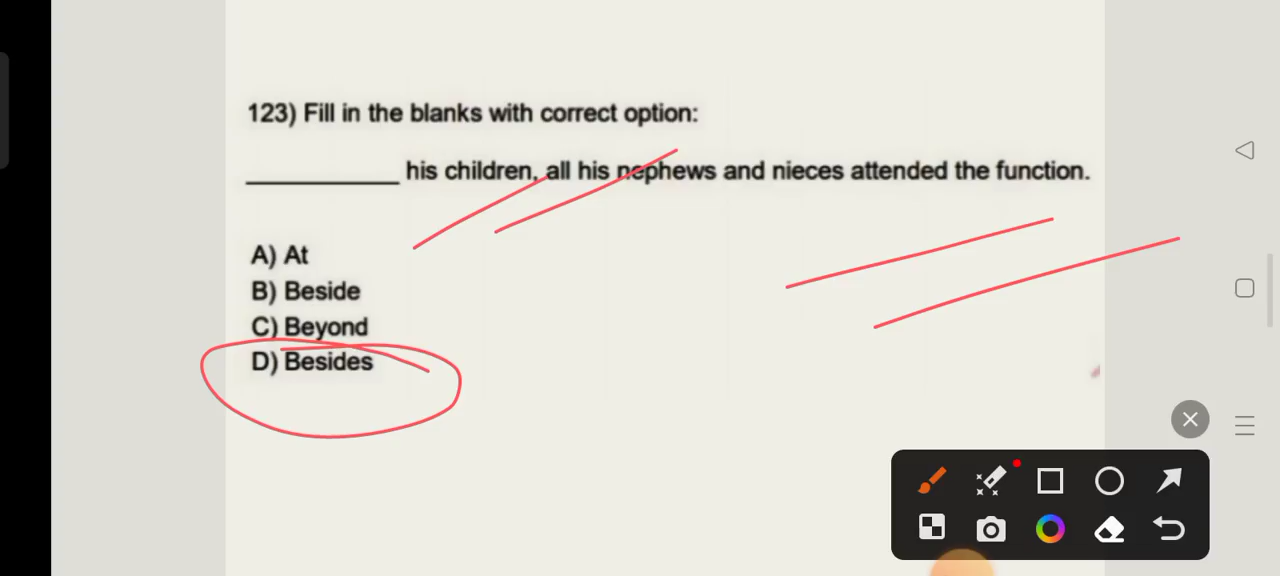 123) Fill in the blanks with correct option:
____________ his children, all his nephews and nieces attended the function.
A) At
B) Beside
C) Beyond
D) Besides